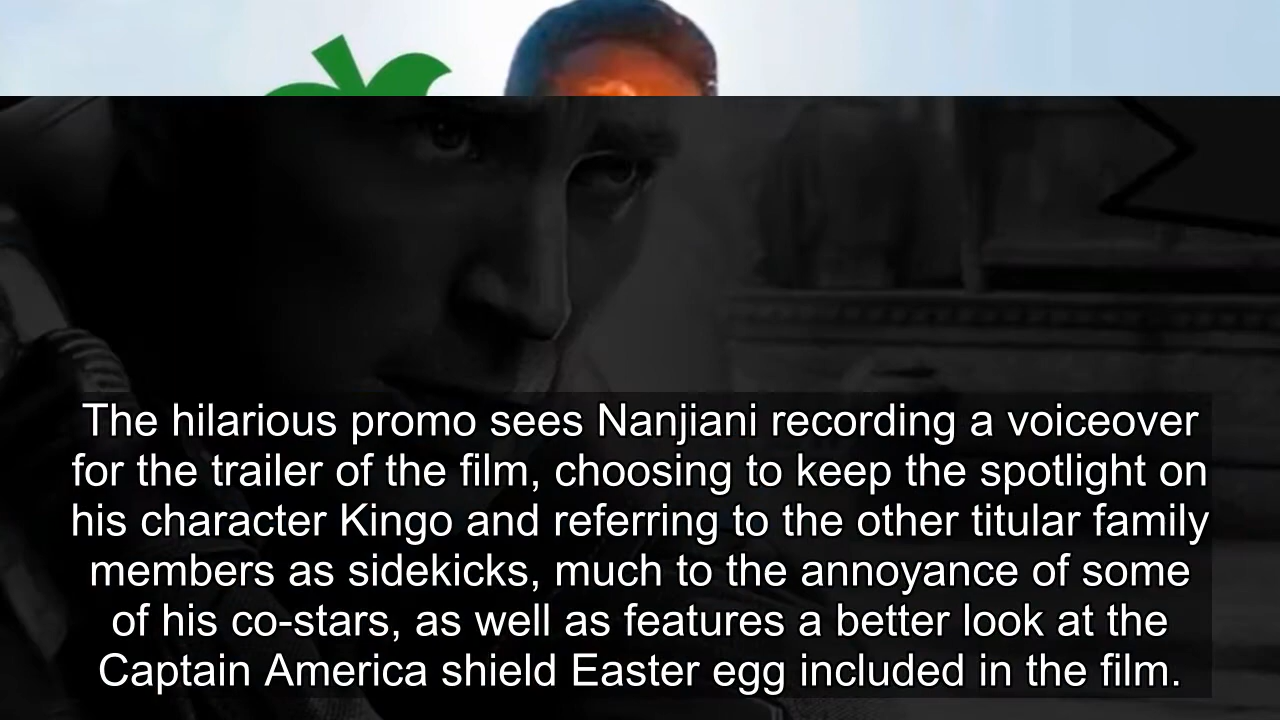 The hilarious promo sees Nanjiani recording a voiceover
for the trailer of the film, choosing to keep the spotlight on
his character Kingo and referring to the other titular family
members as sidekicks, much to the annoyance of some
of his co-stars, as well as features a better look at the
Captain America shield Easter egg included in the film.